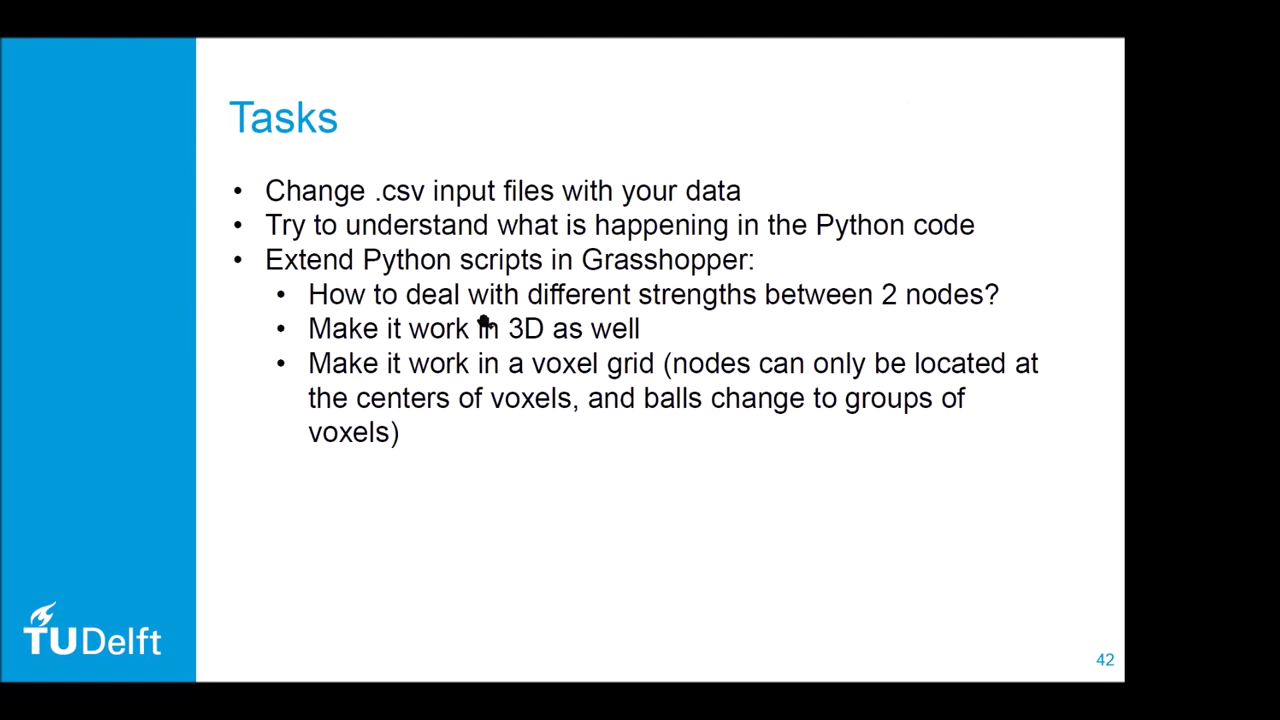 Tasks
• Change .csv input files with your data
• Try to understand what is happening in the Python code
• Extend Python scripts in Grasshopper:
• How to deal with different strengths between 2 nodes?
• Make it work in 3D as well
• Make it work in a voxel grid (nodes can only be located at
the centers of voxels, and balls change to groups of
voxels)
TUDelft
42